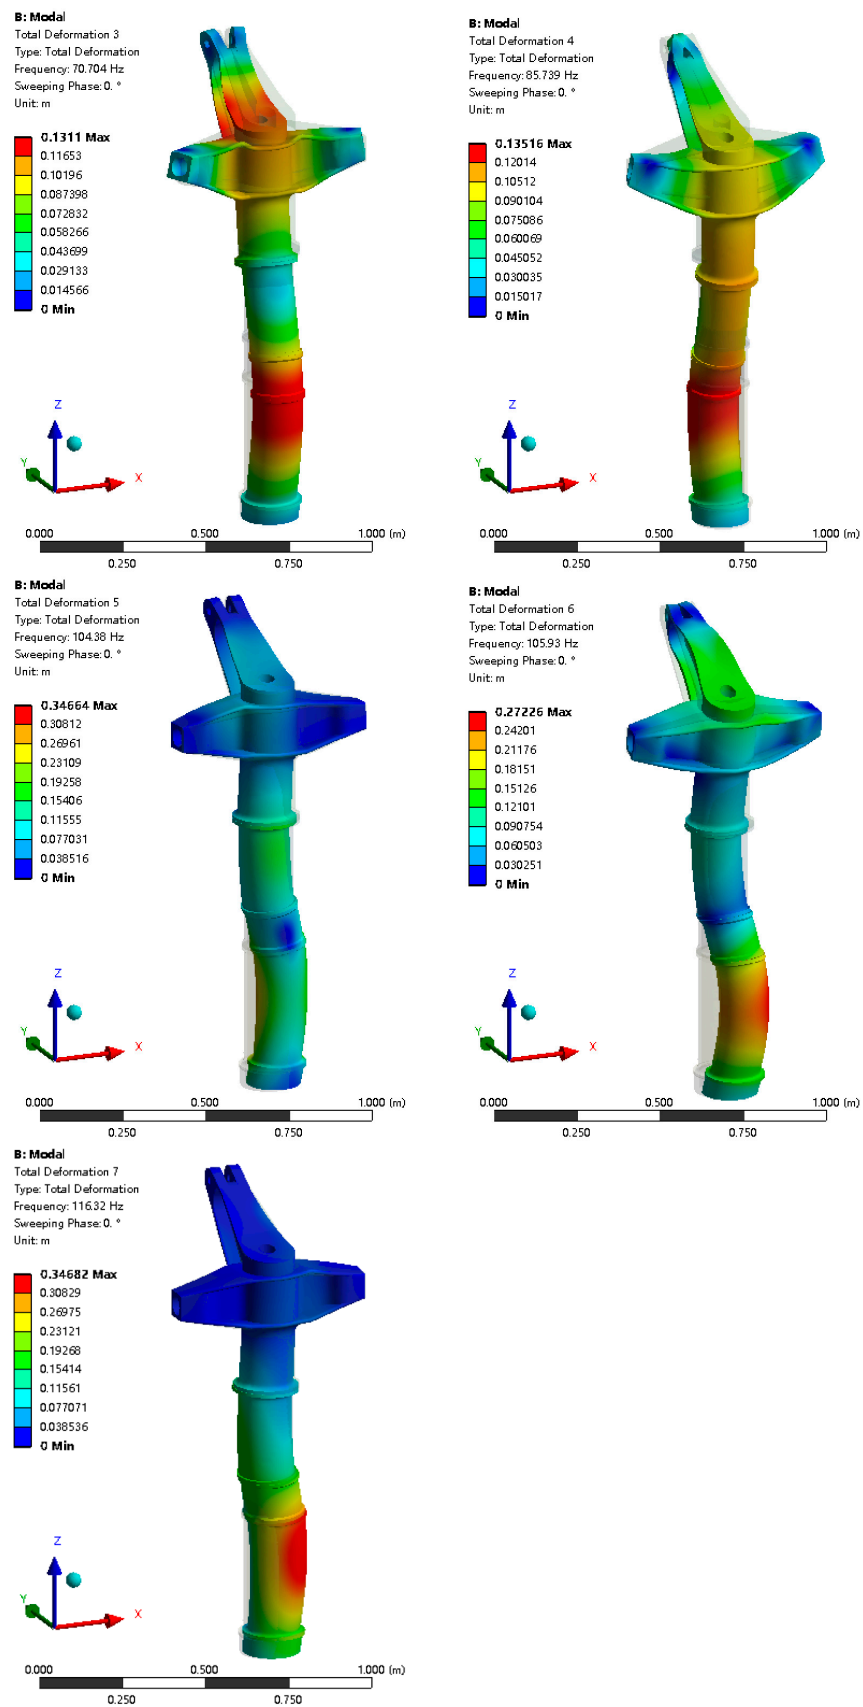 B: Modal
Total Deformation 3
Type: Total Deformation
Frequency: 70.704 Hz
Sweeping Phase: 0. °
Unit: m
0.1311 Max
0.11653
0.10196
0.087398
0.072832
0.058266
0.043699
0.029133
0.014566
0 Min
Z
Y
X
0.000 0.500 1.000 (m)
0.250 0.750
B: Modal
Total Deformation 4
Type: Total Deformation
Frequency: 85.739 Hz
Sweeping Phase: 0. °
Unit: m
0.13516 Max
0.12014
0.10512
0.090104
0.075086
0.060069
0.045052
0.030035
0.015017
0 Min
Z
Y
X
0.000 0.500 1.000 (m)
0.250 0.750
B: Modal
Total Deformation 5
Type: Total Deformation
Frequency: 104.38 Hz
Sweeping Phase: 0. °
Unit: m
0.34664 Max
0.30812
0.26961
0.23109
0.19258
0.15406
0.11555
0.077031
0.038516
0 Min
Z
Y
X
0.000 0.500 1.000 (m)
0.250 0.750
B: Modal
Total Deformation 6
Type: Total Deformation
Frequency: 105.93 Hz
Sweeping Phase: 0. °
Unit: m
0.27226 Max
0.24201
0.21176
0.18151
0.15126
0.12101
0.090754
0.060503
0.030251
0 Min
Z
Y
X
0.000 0.500 1.000 (m)
0.250 0.750
B: Modal
Total Deformation 7
Type: Total Deformation
Frequency: 116.32 Hz
Sweeping Phase: 0. °
Unit: m
0.34682 Max
0.30829
0.26975
0.23121
0.19268
0.15414
0.11561
0.077071
0.038536
0 Min
Z
Y
X
0.000 0.500 1.000 (m)
0.250 0.750